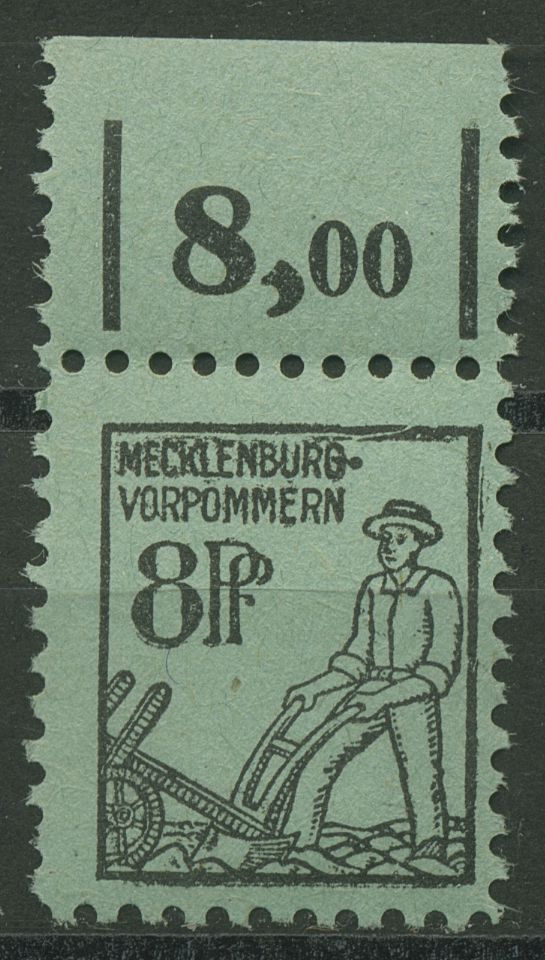 8,00
MECKLENBURG-
VORPOMMERN
8Pf